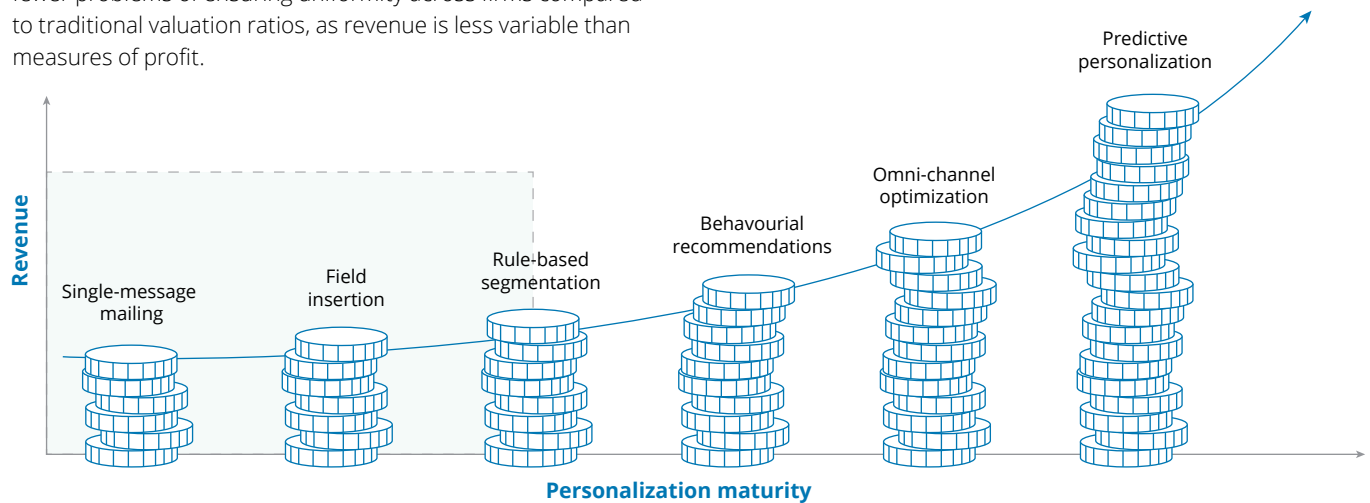 to traditional valuation ratios, as revenue is less variable than
measures of profit.
Predictive
personalization
Omni-channel
optimization
Behavourial
recommendations
Rule-based
segmentation
Field
insertion
Single-message
mailing
Revenue
Personalization maturity